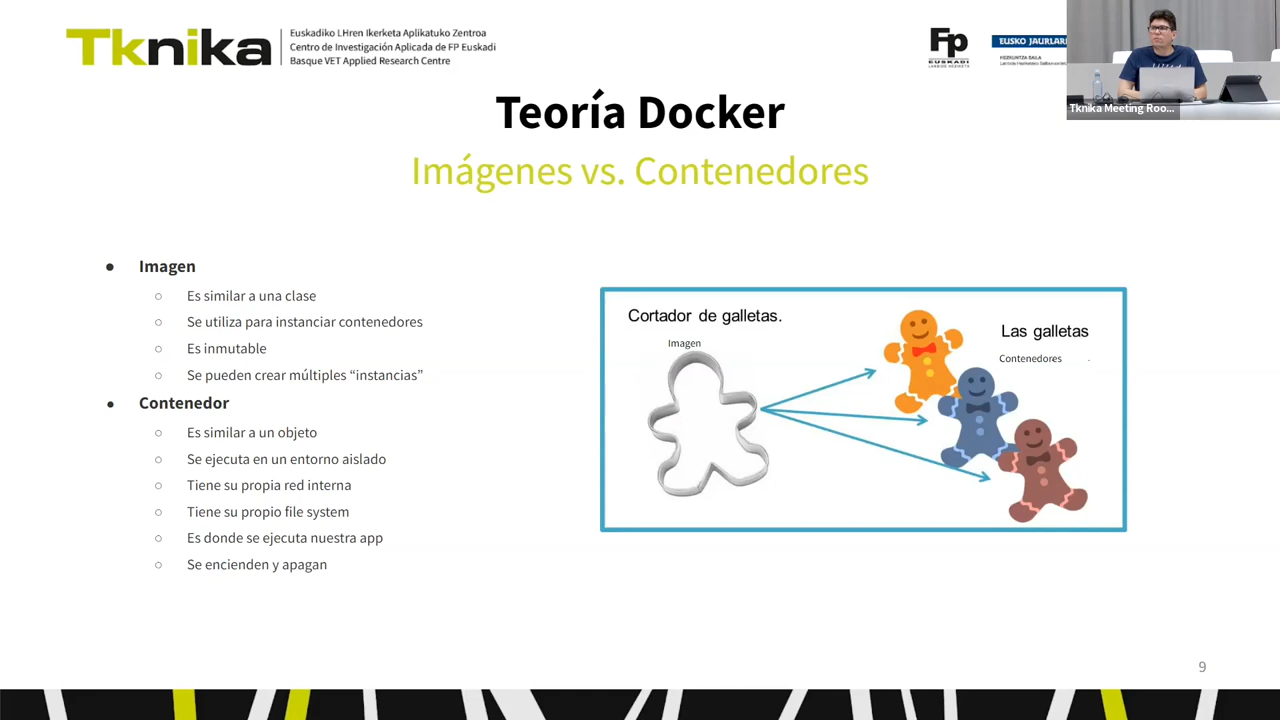 Tknika
Euskadiko LHren Ikerketa Aplikatuko Zentroa
Centro de Investigación Aplicada de FP Euskadi
Basque VET Applied Research Centre
Fp
EUSKADI
LANBIDE HEZIKETA
EUSKO JAURLAR
HEZKUNTZA SAILA
Tknika Meeting Roo...
Teoría Docker
Imágenes vs. Contenedores
● Imagen
○ Es similar a una clase
○ Se utiliza para instanciar contenedores
○ Es inmutable
○ Se pueden crear múltiples “instancias”
● Contenedor
○ Es similar a un objeto
○ Se ejecuta en un entorno aislado
○ Tiene su propia red interna
○ Tiene su propio file system
○ Es donde se ejecuta nuestra app
○ Se encienden y apagan
Cortador de galletas.
Imagen
Las galletas
Contenedores
9